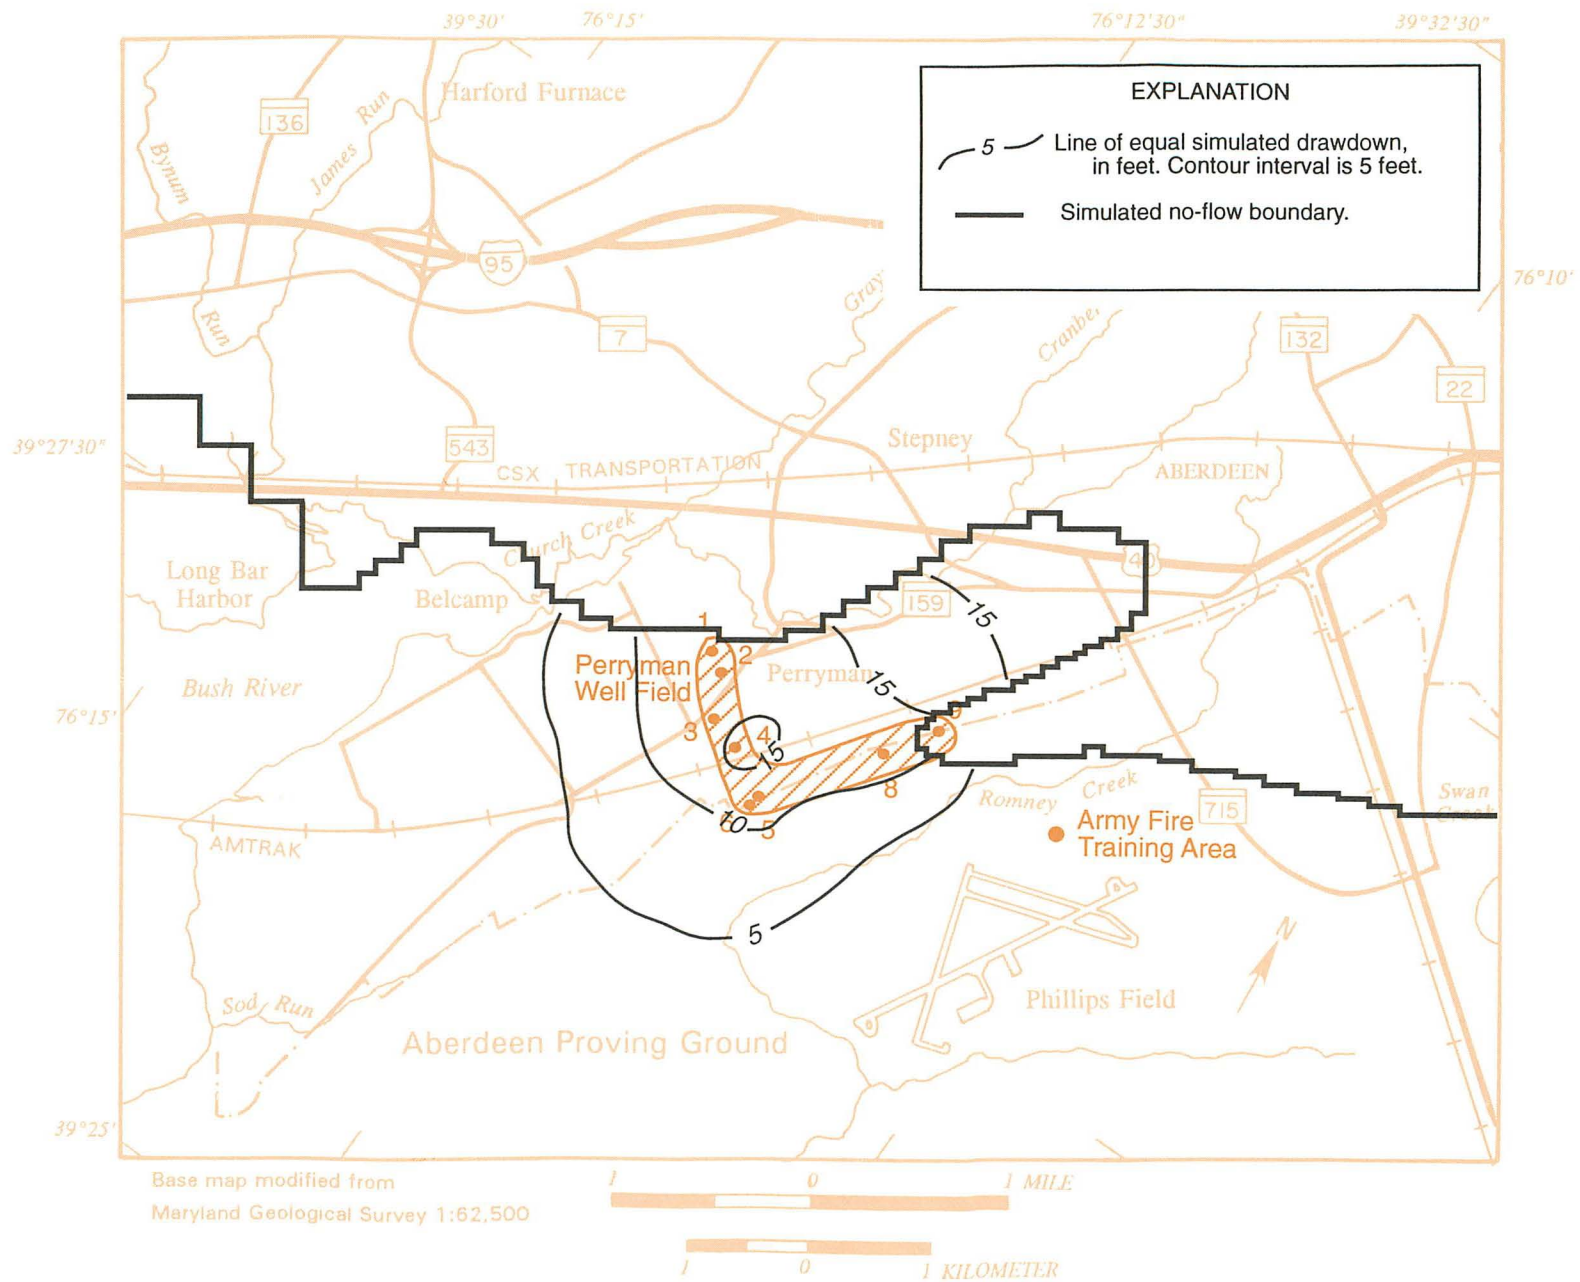 39°30' 76°15' 76°12'30" 39°32'30"
Harford Furnace
EXPLANATION
136
James Run
Bynum
Run
5 Line of equal simulated drawdown,
in feet. Contour interval is 5 feet.
Simulated no-flow boundary.
95
76°10'
Gray
Cranbe
7
132
22
39°27'30"
543
Stepney
CSX TRANSPORTATION
ABERDEEN
Church Creek
40
Long Bar
Harbor
Belcamp
159
15
1
2
Perryman
Well Field
Perryman
15
Bush River
76°15'
3
4
15
9
8
Romney Creek
Swan
Creek
715
10
6
5
Army Fire
Training Area
AMTRAK
5
N
Sod Run
Phillips Field
Aberdeen Proving Ground
39°25'
Base map modified from
Maryland Geological Survey 1:62,500
1 0 1 MILE
1 0 1 KILOMETER